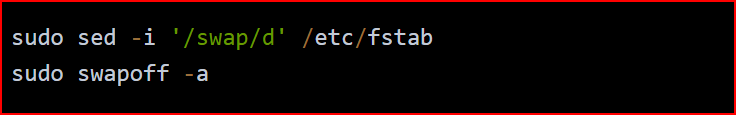 sudo sed -i '/swap/d' /etc/fstab
sudo swapoff -a